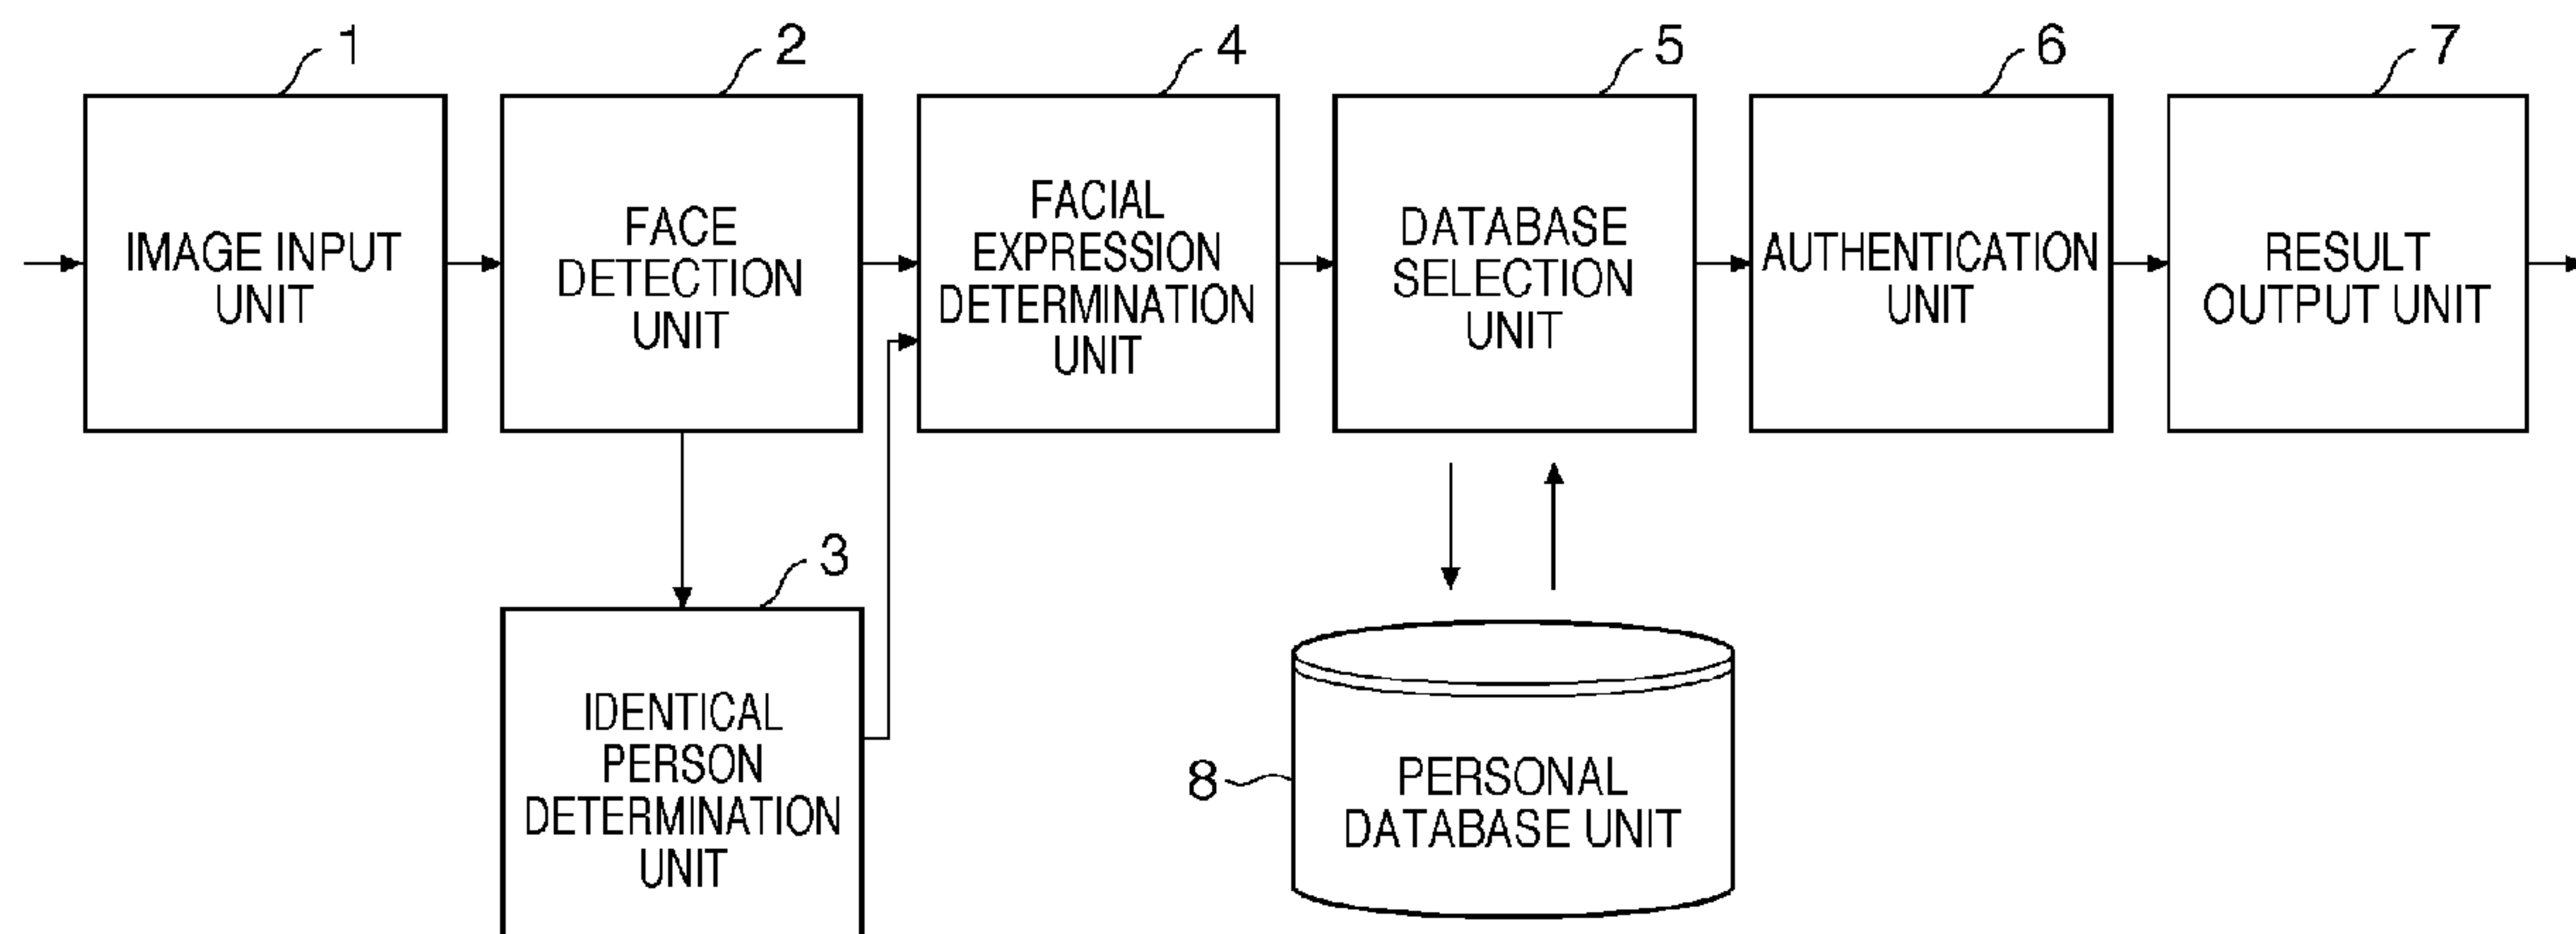 1
IMAGE INPUT
UNIT
2
FACE
DETECTION
UNIT
4
FACIAL
EXPRESSION
DETERMINATION
UNIT
5
DATABASE
SELECTION
UNIT
6
AUTHENTICATION
UNIT
7
RESULT
OUTPUT UNIT
3
IDENTICAL
PERSON
DETERMINATION
UNIT
8
PERSONAL
DATABASE UNIT